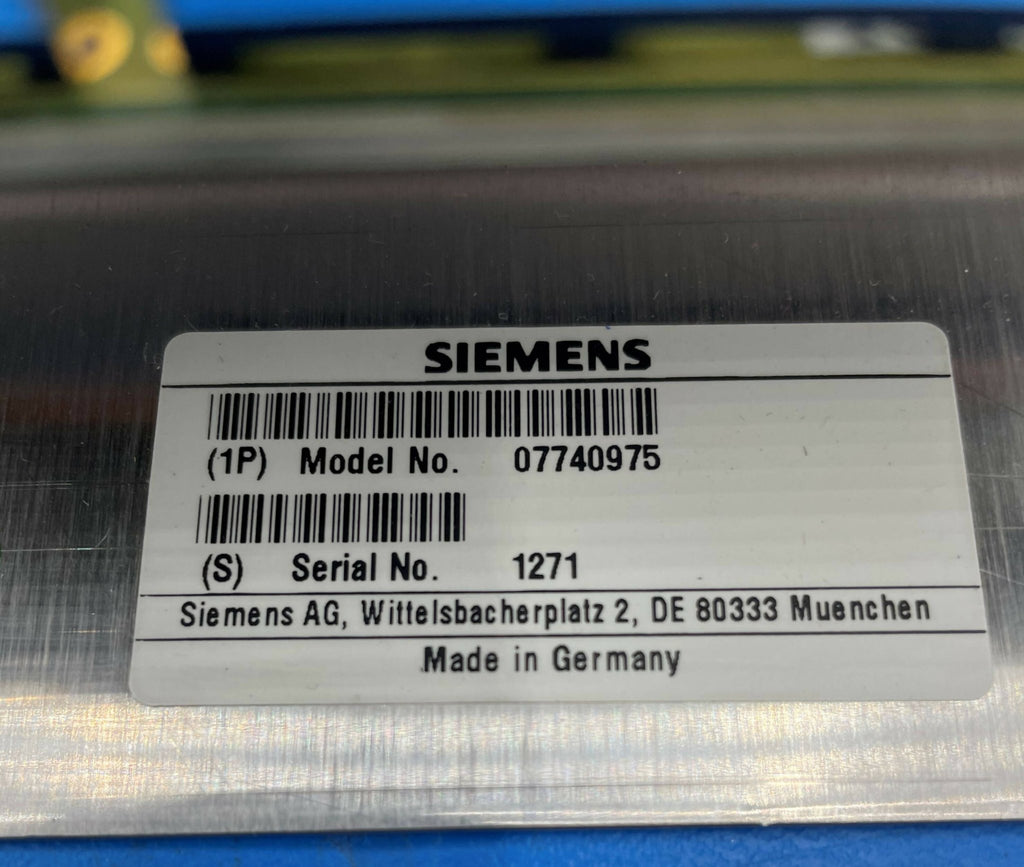 SIEMENS
(1P) Model No. 07740975
(S) Serial No. 1271
Siemens AG, Wittelsbacherplatz 2, DE 80333 Muenchen
Made in Germany